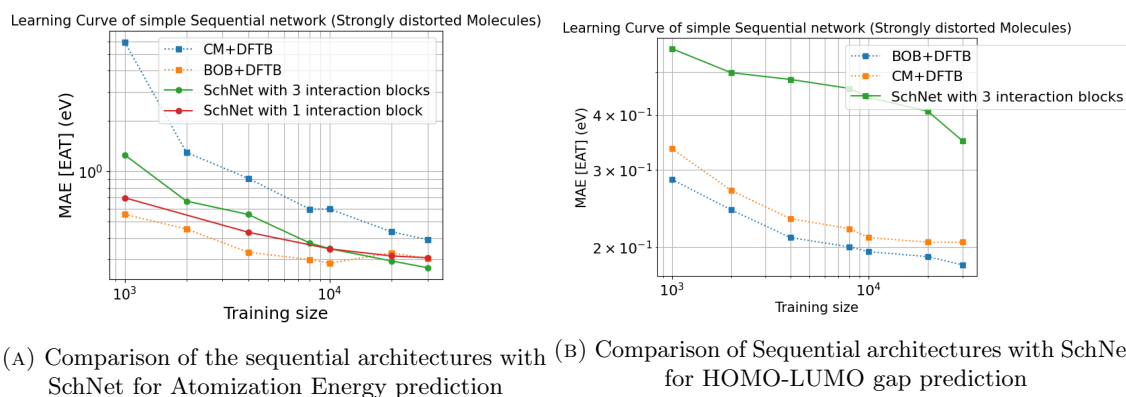 Learning Curve of simple Sequential network (Strongly distorted Molecules)
CM+DFTB
BOB+DFTB
SchNet with 3 interaction blocks
SchNet with 1 interaction block
MAE [EAT] (eV)
10⁰
10³
10⁴
Training size
(A) Comparison of the sequential architectures with
SchNet for Atomization Energy prediction
Learning Curve of simple Sequential network (Strongly distorted Molecules)
BOB+DFTB
CM+DFTB
SchNet with 3 interaction blocks
MAE [EAT] (eV)
4 × 10⁻¹
3 × 10⁻¹
2 × 10⁻¹
10³
10⁴
Training size
(B) Comparison of Sequential architectures with SchNe
for HOMO-LUMO gap prediction